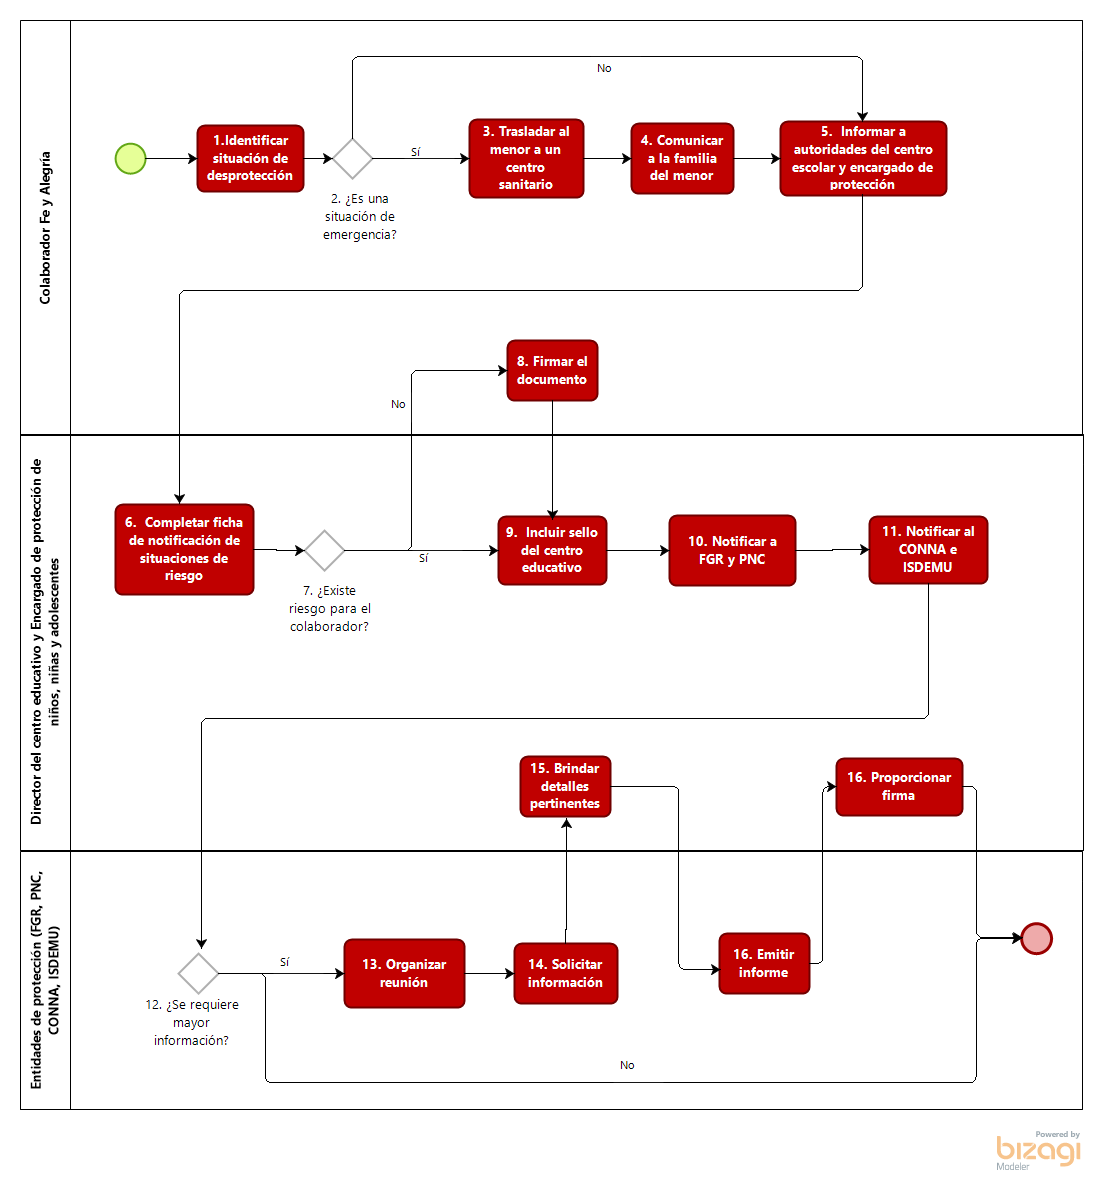 Colaborador Fe y Alegría
No
1.Identificar
situación de
desprotección
Sí
2. ¿Es una
situación de
emergencia?
3. Trasladar al
menor a un
centro
sanitario
4. Comunicar
a la familia
del menor
5.  Informar a
autoridades del centro
escolar y encargado de
protección
8. Firmar el
documento
No
Director del centro educativo y Encargado de protección de
niños, niñas y adolescentes
6.  Completar ficha
de notificación de
situaciones de
riesgo
7. ¿Existe
riesgo para el
colaborador?
Sí
9.  Incluir sello
del centro
educativo
10. Notificar a
FGR y PNC
11. Notificar al
CONNA e
ISDEMU
15. Brindar
detalles
pertinentes
16. Proporcionar
firma
Entidades de protección (FGR, PNC,
CONNA, ISDEMU)
12. ¿Se requiere
mayor
información?
Sí
13. Organizar
reunión
14. Solicitar
información
16. Emitir
informe
No
Powered by
bizagi
Modeler